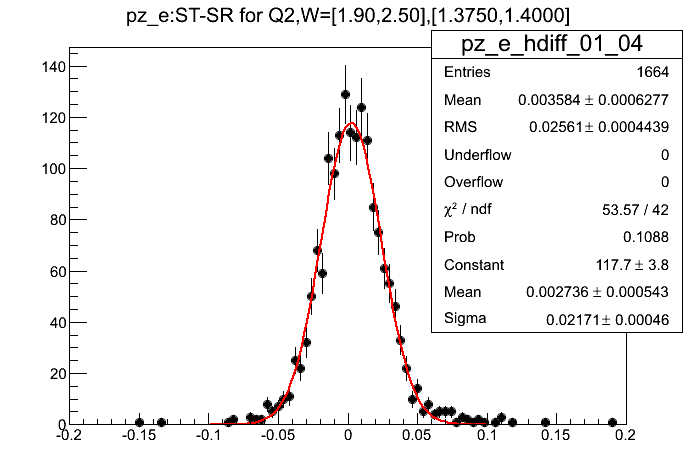 pz_e:ST-SR for Q2,W=[1.90,2.50],[1.3750,1.4000]
pz_e_hdiff_01_04
Entries 1664
Mean 0.003584 ± 0.0006277
RMS 0.02561 ± 0.0004439
Underflow 0
Overflow 0
χ² / ndf 53.57 / 42
Prob 0.1088
Constant 117.7 ± 3.8
Mean 0.002736 ± 0.000543
Sigma 0.02171 ± 0.00046
140
120
100
80
60
40
20
0
-0.2 -0.15 -0.1 -0.05 0 0.05 0.1 0.15 0.2